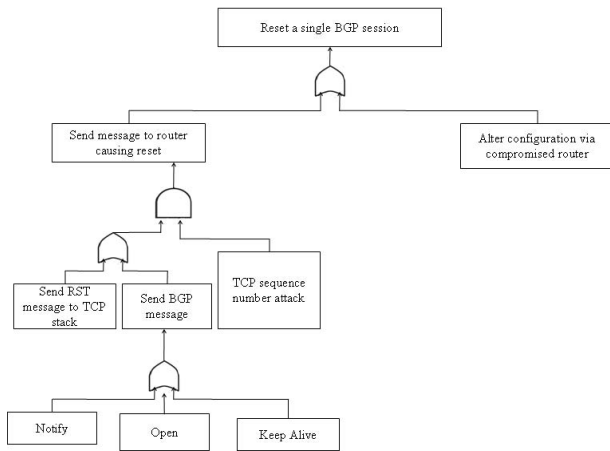 Reset a single BGP session
Send message to router
causing reset
Alter configuration via
compromised router
Send RST
message to TCP
stack
Send BGP
message
TCP sequence
number attack
Notify
Open
Keep Alive